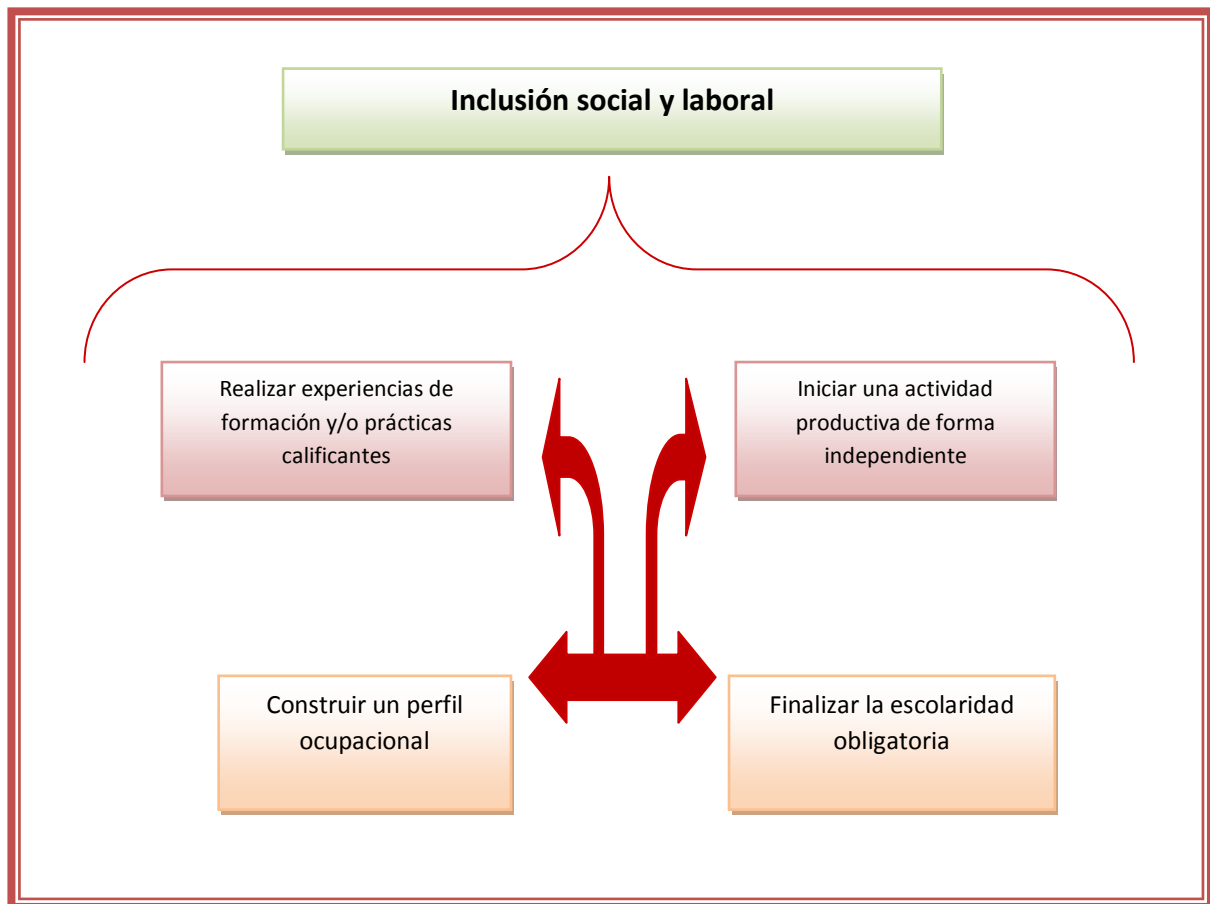 Inclusión social y laboral
Realizar experiencias de
formación y/o prácticas
calificantes
Iniciar una actividad
productiva de forma
independiente
Construir un perfil
ocupacional
Finalizar la escolaridad
obligatoria